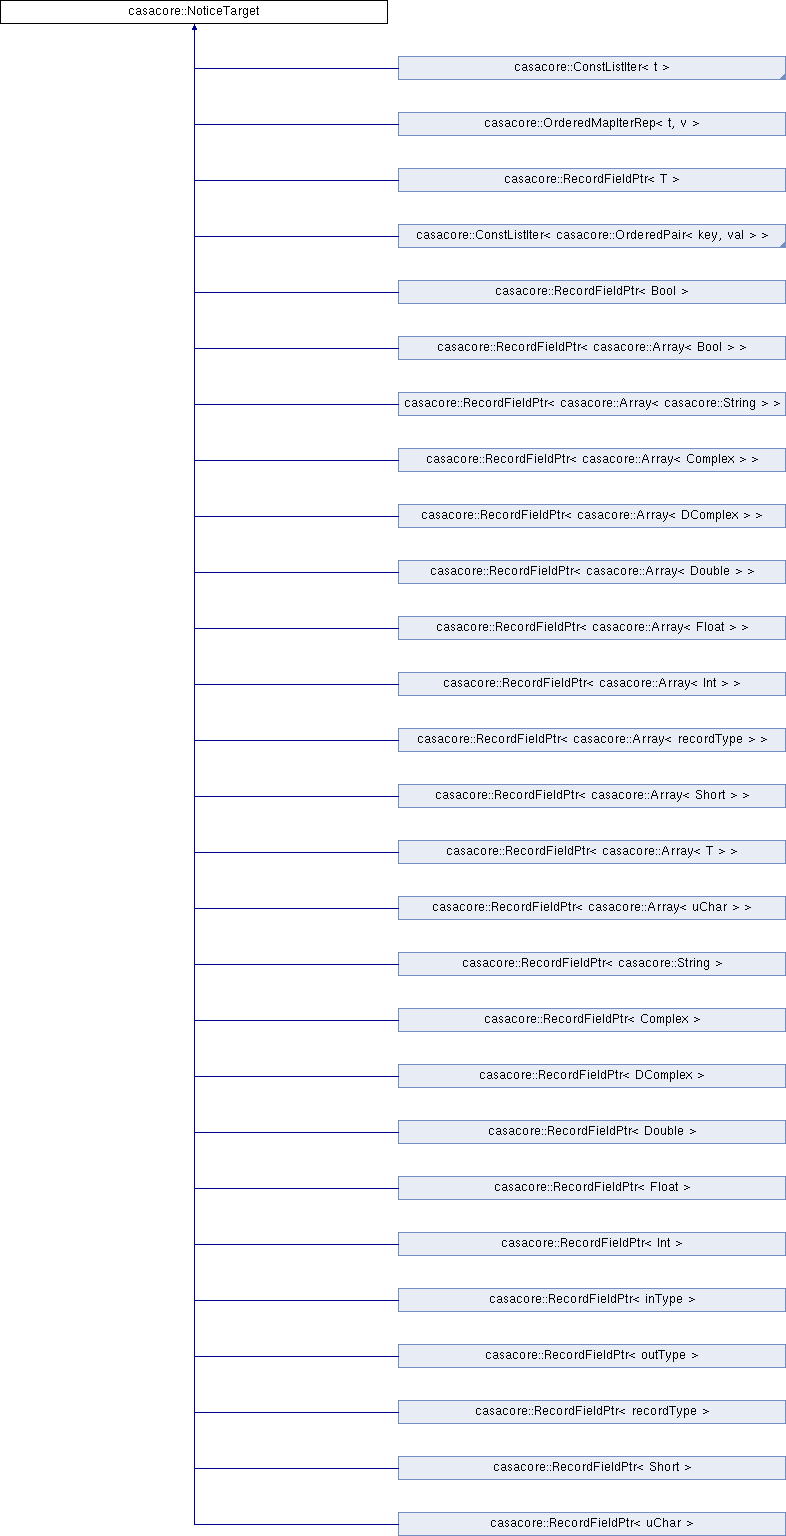 casacore::NoticeTarget
casacore::ConstListIter< t >
casacore::OrderedMapIterRep< t, v >
casacore::RecordFieldPtr< T >
casacore::ConstListIter< casacore::OrderedPair< key, val > >
casacore::RecordFieldPtr< Bool >
casacore::RecordFieldPtr< casacore::Array< Bool > >
casacore::RecordFieldPtr< casacore::Array< casacore::String > >
casacore::RecordFieldPtr< casacore::Array< Complex > >
casacore::RecordFieldPtr< casacore::Array< DComplex > >
casacore::RecordFieldPtr< casacore::Array< Double > >
casacore::RecordFieldPtr< casacore::Array< Float > >
casacore::RecordFieldPtr< casacore::Array< Int > >
casacore::RecordFieldPtr< casacore::Array< recordType > >
casacore::RecordFieldPtr< casacore::Array< Short > >
casacore::RecordFieldPtr< casacore::Array< T > >
casacore::RecordFieldPtr< casacore::Array< uChar > >
casacore::RecordFieldPtr< casacore::String >
casacore::RecordFieldPtr< Complex >
casacore::RecordFieldPtr< DComplex >
casacore::RecordFieldPtr< Double >
casacore::RecordFieldPtr< Float >
casacore::RecordFieldPtr< Int >
casacore::RecordFieldPtr< inType >
casacore::RecordFieldPtr< outType >
casacore::RecordFieldPtr< recordType >
casacore::RecordFieldPtr< Short >
casacore::RecordFieldPtr< uChar >